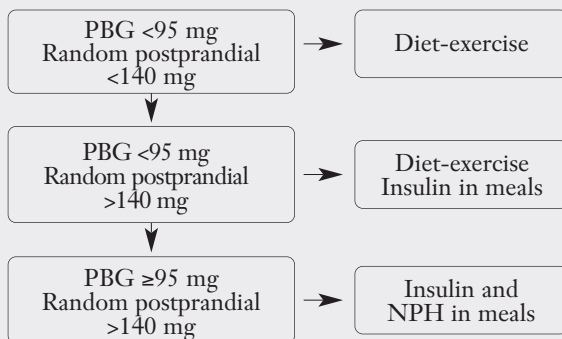 PBG <95 mg
Random postprandial
<140 mg
Diet-exercise
PBG <95 mg
Random postprandial
>140 mg
Diet-exercise
Insulin in meals
PBG ≥95 mg
Random postprandial
>140 mg
Insulin and
NPH in meals